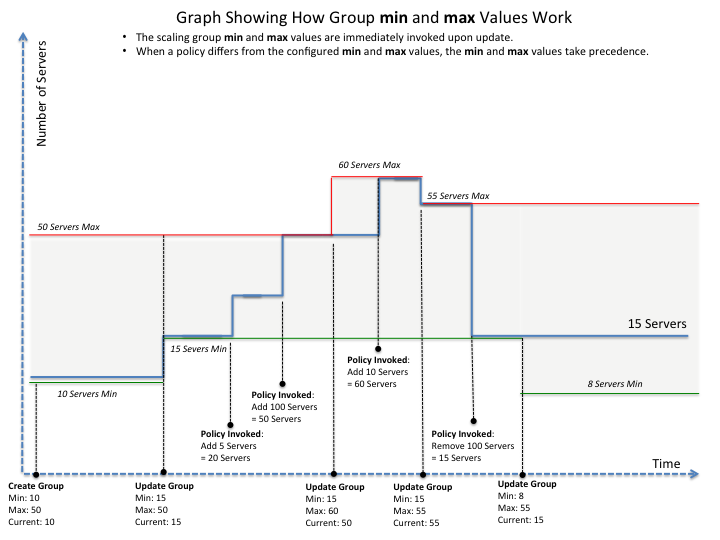 Graph Showing How Group min and max Values Work
• The scaling group min and max values are immediately invoked upon update.
• When a policy differs from the configured min and max values, the min and max values take precedence.
Number of Servers
60 Servers Max
55 Servers Max
50 Servers Max
15 Servers
15 Severs Min
10 Servers Min
8 Servers Min
Policy Invoked:
Add 10 Servers
= 60 Servers
Policy Invoked:
Add 100 Servers
= 50 Servers
Policy Invoked:
Add 5 Servers
= 20 Servers
Policy Invoked:
Remove 100 Servers
= 15 Servers
Time
Create Group
Min: 10
Max: 50
Current: 10
Update Group
Min: 15
Max: 50
Current: 15
Update Group
Min: 15
Max: 60
Current: 50
Update Group
Min: 15
Max: 55
Current: 55
Update Group
Min: 8
Max: 55
Current: 15